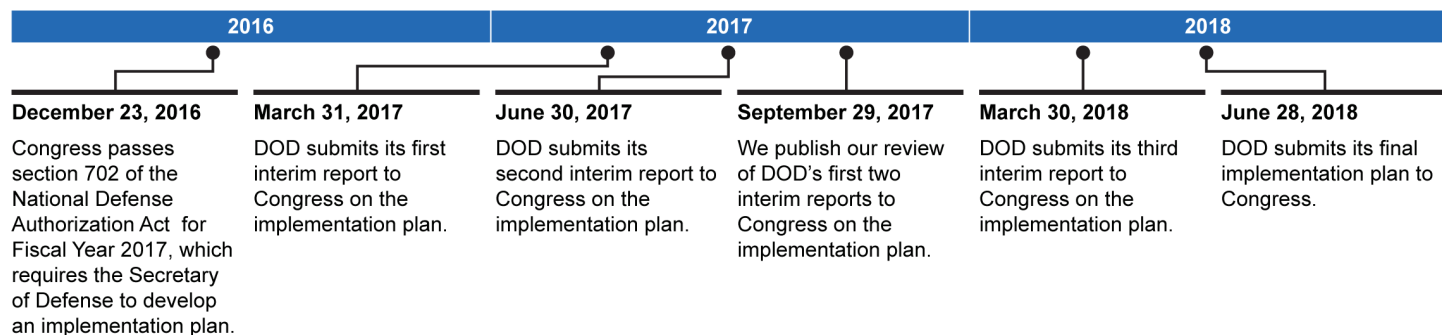 2016
2017
2018
December 23, 2016
Congress passes
section 702 of the
National Defense
Authorization Act for
Fiscal Year 2017, which
requires the Secretary
of Defense to develop
an implementation plan.
March 31, 2017
DOD submits its first
interim report to
Congress on the
implementation plan.
June 30, 2017
DOD submits its
second interim report to
Congress on the
implementation plan.
September 29, 2017
We publish our review
of DOD’s first two
interim reports to
Congress on the
implementation plan.
March 30, 2018
DOD submits its third
interim report to
Congress on the
implementation plan.
June 28, 2018
DOD submits its final
implementation plan to
Congress.